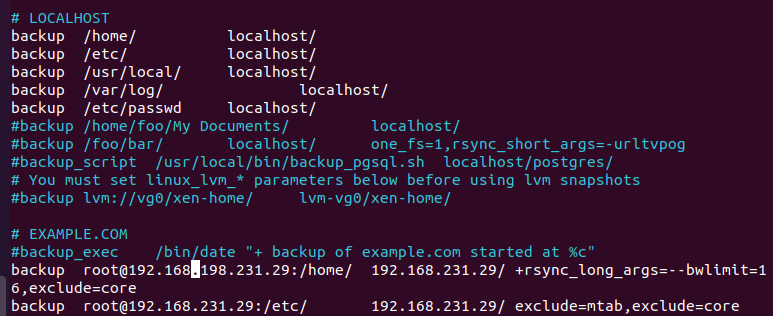 # LOCALHOST
backup  /home/          localhost/
backup  /etc/           localhost/
backup  /usr/local/     localhost/
backup  /var/log/               localhost/
backup  /etc/passwd     localhost/
#backup /home/foo/My Documents/         localhost/
#backup /foo/bar/       localhost/      one_fs=1,rsync_short_args=-urltvpog
#backup_script  /usr/local/bin/backup_pgsql.sh  localhost/postgres/
# You must set linux_lvm_* parameters below before using lvm snapshots
#backup lvm://vg0/xen-home/     lvm-vg0/xen-home/
# EXAMPLE.COM
#backup_exec    /bin/date "+ backup of example.com started at %c"
backup  root@192.168.198.231.29:/home/  192.168.231.29/ +rsync_long_args=--bwlimit=1
6,exclude=core
backup  root@192.168.231.29:/etc/       192.168.231.29/ exclude=mtab,exclude=core